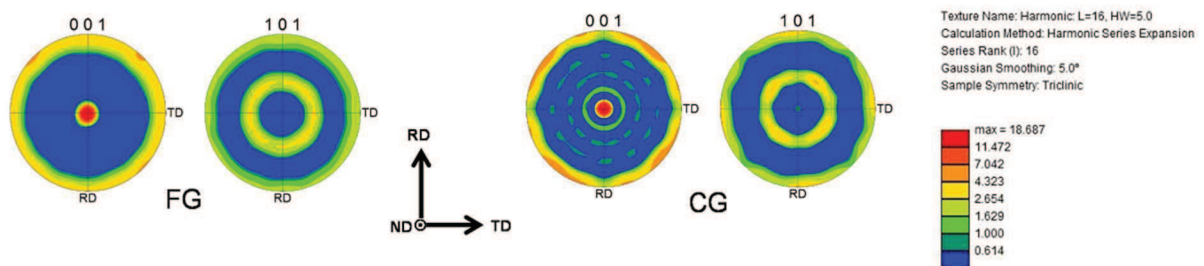 0 0 1
1 0 1
TD
TD
RD
RD
FG
RD
ND
TD
0 0 1
1 0 1
TD
TD
RD
RD
CG
Texture Name: Harmonic: L=16, HW=5.0
Calculation Method: Harmonic Series Expansion
Series Rank (l): 16
Gaussian Smoothing: 5.0°
Sample Symmetry: Triclinic
max = 18.687
11.472
7.042
4.323
2.654
1.629
1.000
0.614